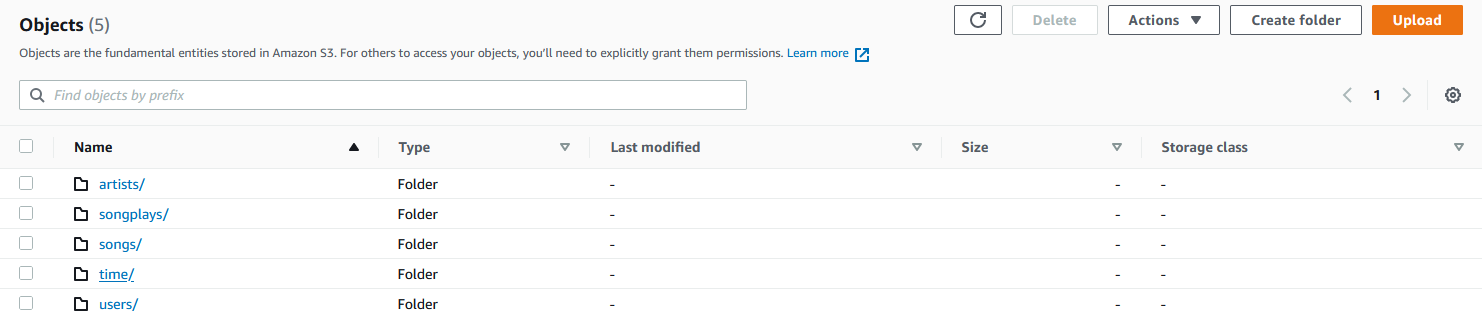 Objects (5)
Delete
Actions
Create folder
Upload
Objects are the fundamental entities stored in Amazon S3. For others to access your objects, you’ll need to explicitly grant them permissions. Learn more
Find objects by prefix
1
Name Type Last modified Size Storage class
artists/ Folder - - -
songplays/ Folder - - -
songs/ Folder - - -
time/ Folder - - -
users/ Folder - - -